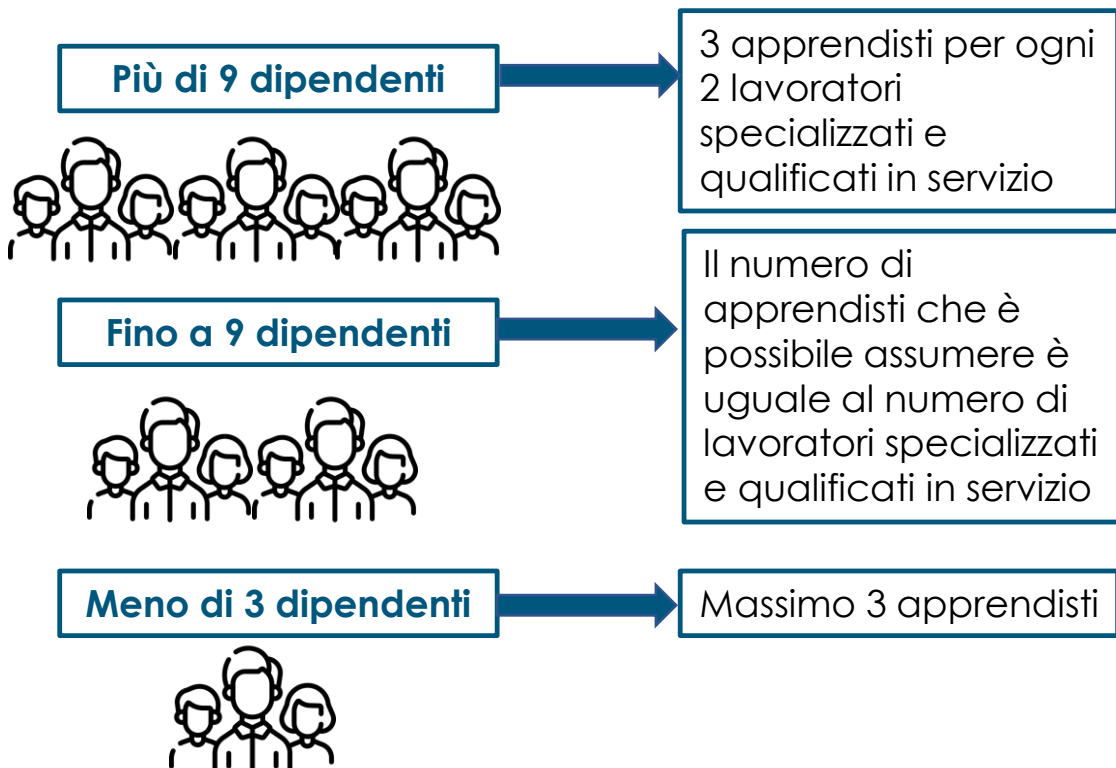 Più di 9 dipendenti
3 apprendisti per ogni
2 lavoratori
specializzati e
qualificati in servizio
Fino a 9 dipendenti
Il numero di
apprendisti che è
possibile assumere è
uguale al numero di
lavoratori specializzati
e qualificati in servizio
Meno di 3 dipendenti
Massimo 3 apprendisti